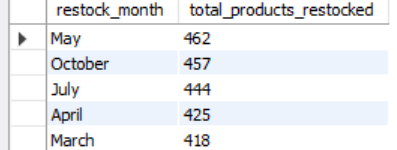 restock_month total_products_restocked
May 462
October 457
July 444
April 425
March 418